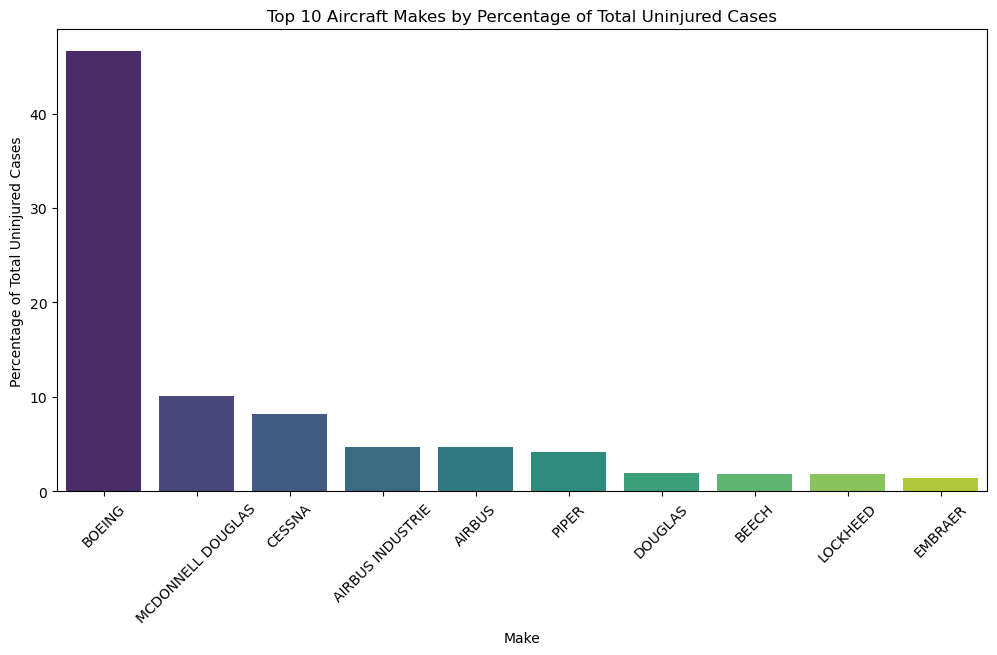 Top 10 Aircraft Makes by Percentage of Total Uninjured Cases
Percentage of Total Uninjured Cases
40
30
20
10
0
BOEING
MCDONNELL DOUGLAS
CESSNA
AIRBUS INDUSTRIE
AIRBUS
PIPER
DOUGLAS
BEECH
LOCKHEED
EMBRAER
Make